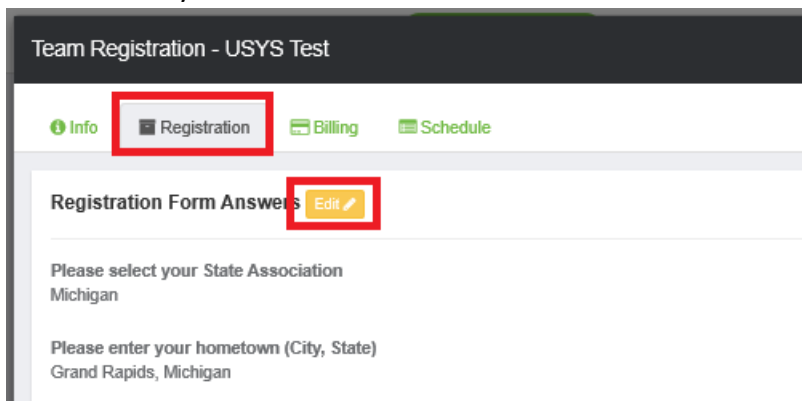 Team Registration - USYS Test
Info Registration Billing Schedule
Registration Form Answers Edit
Please select your State Association
Michigan
Please enter your hometown (City, State)
Grand Rapids, Michigan